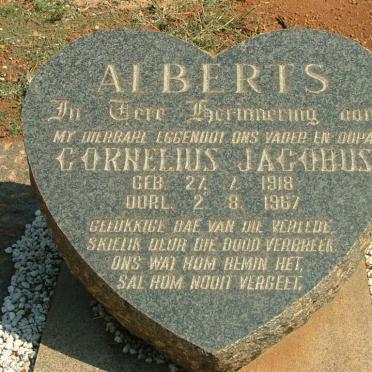 ALBERTS
In Tere Herinnering aan
MY DIERBARE EGGENOOT ONS VADER EN OUPA
CORNELIUS JACOBUS
GEB. 27. 7. 1918
OORL. 2. 8. 1967
GELUKKIGE DAE VAN DIE VERLEDE,
SKIELIK DEUR DIE DOOD VERBREEK,
ONS WAT HOM BEMIN HET,
SAL HOM NOOIT VERGEET,